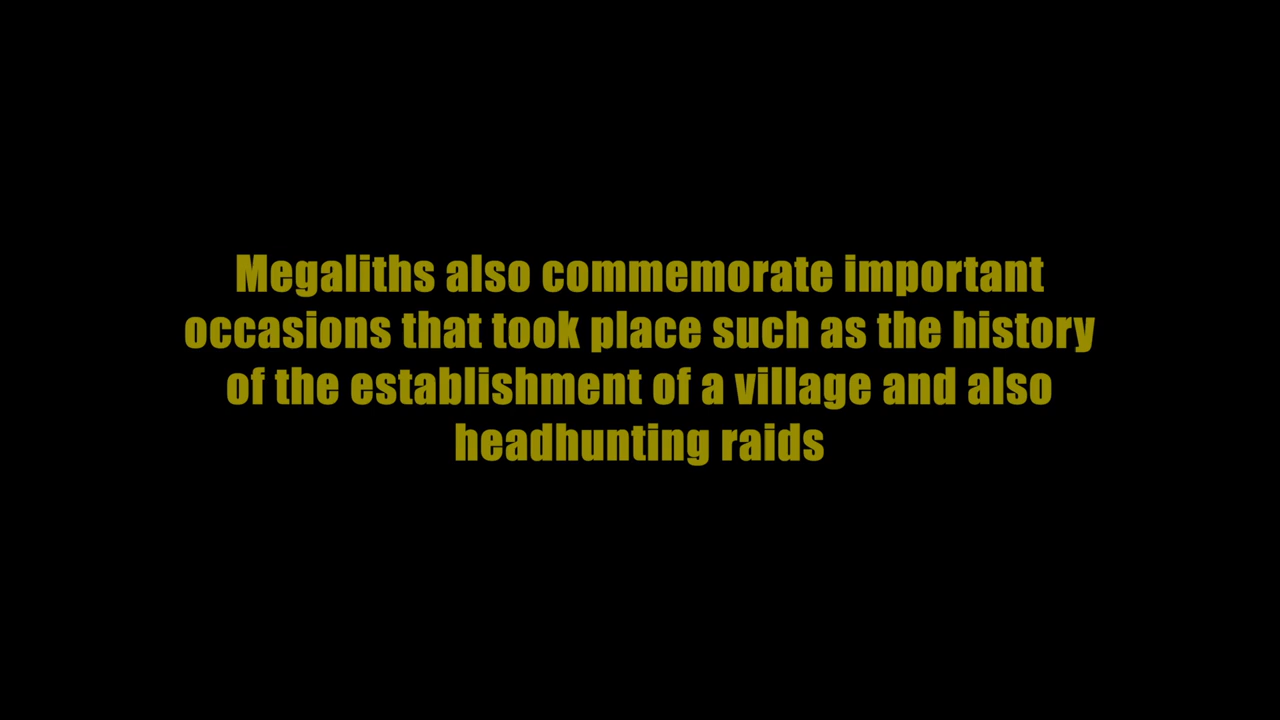 Megaliths also commemorate important
occasions that took place such as the history
of the establishment of a village and also
headhunting raids